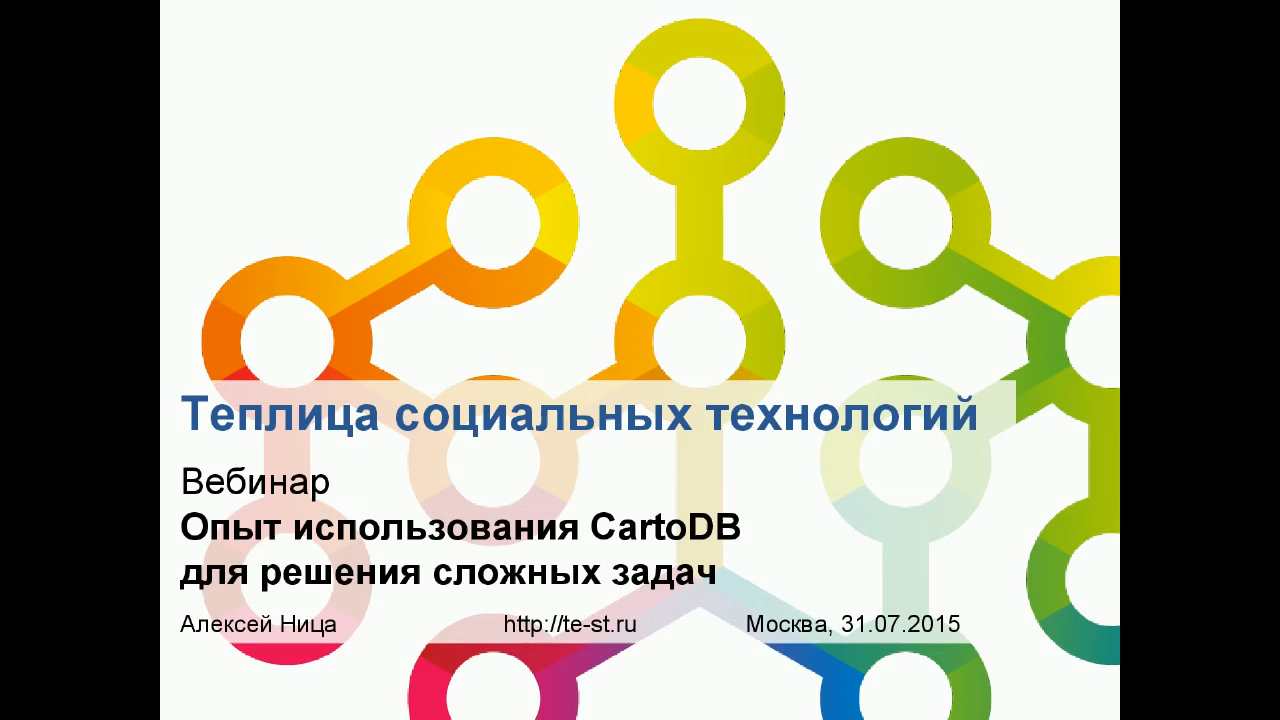 Теплица социальных технологий
Вебинар
Опыт использования CartoDB
для решения сложных задач
Алексей Ница http://te-st.ru Москва, 31.07.2015